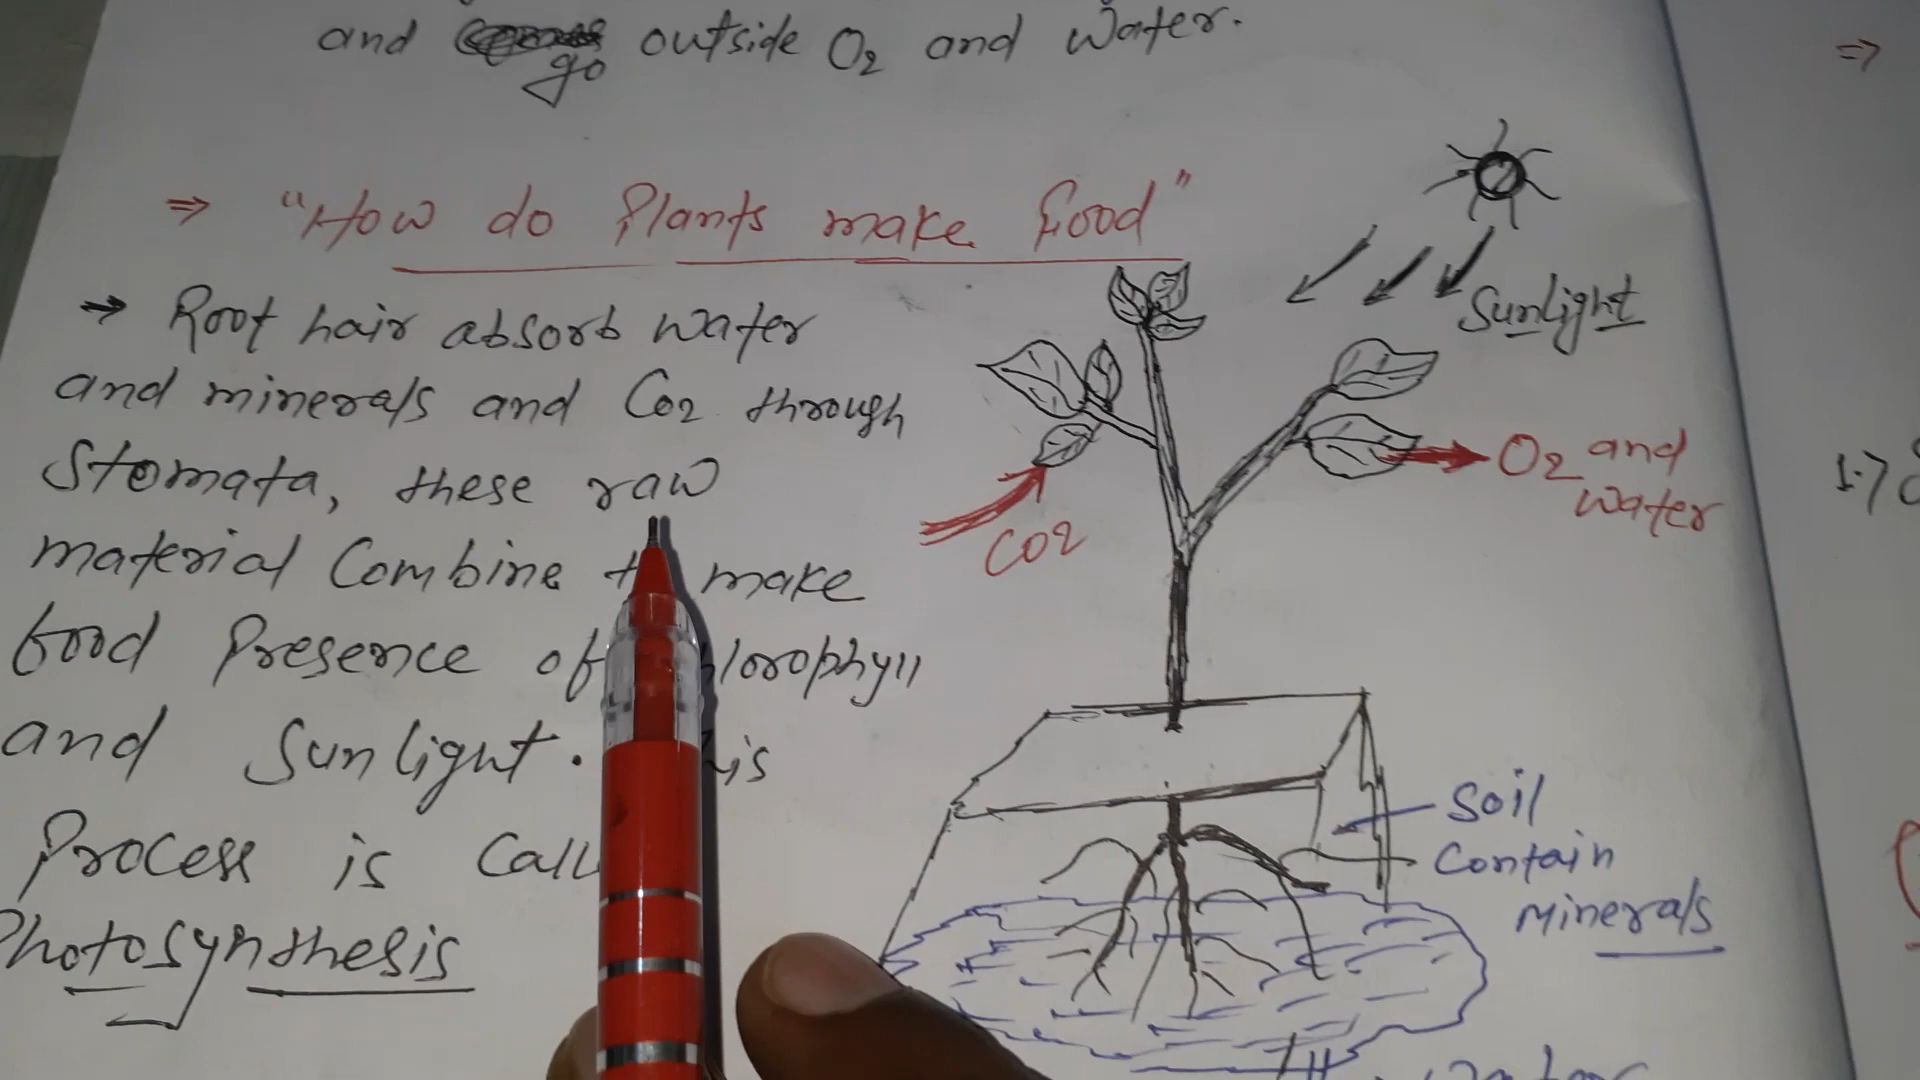 and go outside O2 and Water.
⇒ "How do Plants make food"
→ Root hair absorb water
and minerals and CO2 through
Stomata, these raw
material Combine make
food Presence of
and Sunlight.
Process is
Photosynthesis
Sunlight
O2 and
water
CO2
Soil
Contain
Minerals
⇒